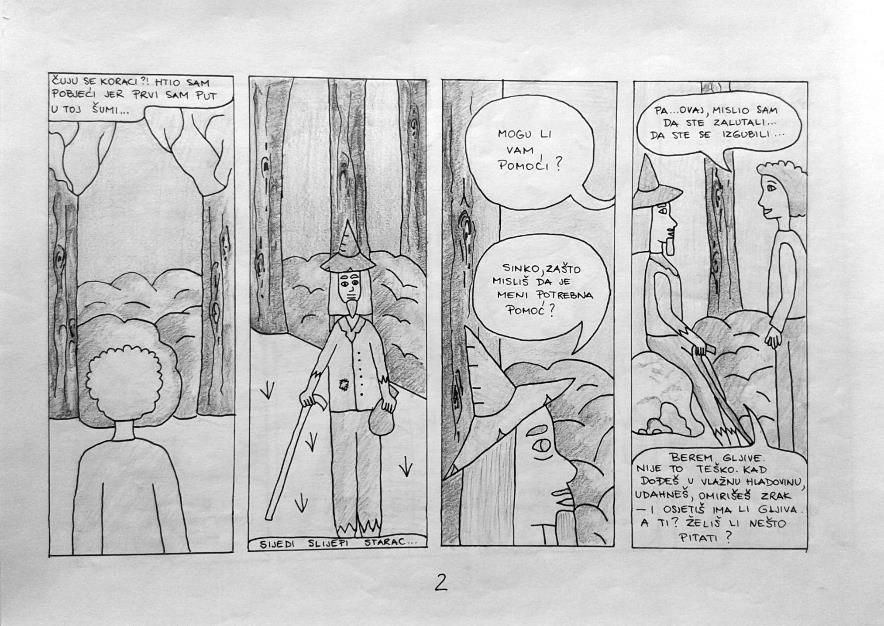 ČUJU SE KORACI?! HTIO SAM
POBJEĆI JER PRVI SAM PUT
U TOJ ŠUMI...
SIJEDI SLIJEPI STARAC...
MOGU LI
VAM
POMOĆI?
SINKO, ZAŠTO
MISLIŠ DA JE
MENI POTREBNA
POMOĆ?
PA...OVAJ, MISLIO SAM
DA STE ZALUTALI...
DA STE SE IZGUBILI...
BEREM GLJIVE.
NIJE TO TEŠKO. KAD
DOĐEŠ U VLAŽNU HLADOVINU,
UDAHNEŠ, OMIRIŠEŠ ZRAK
– I OSJETIŠ IMA LI GLJIVA.
A TI? ŽELIŠ LI NEŠTO
PITATI?
2